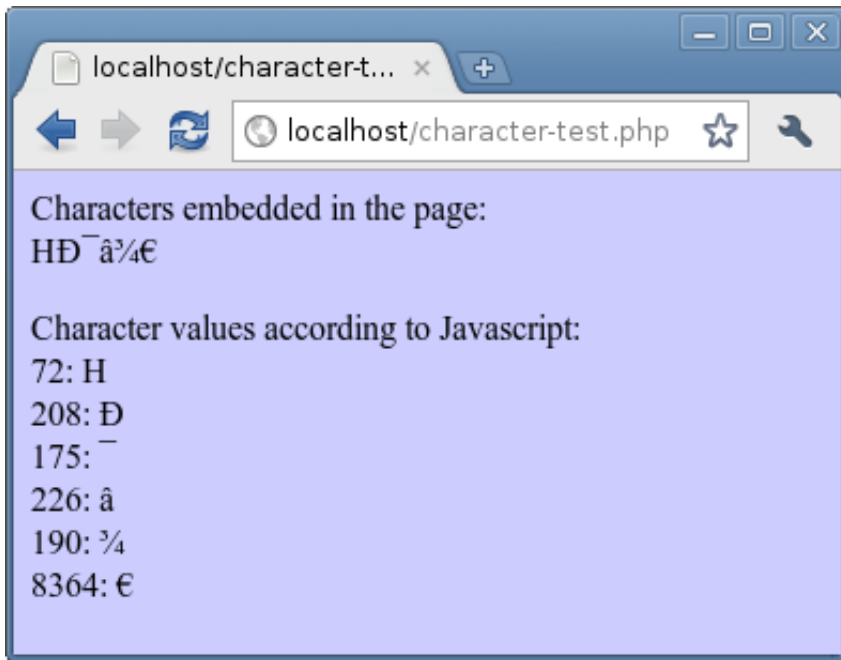 localhost/character-t...
localhost/character-test.php
Characters embedded in the page:
HÐ¯â¾€
Character values according to Javascript:
72: H
208: Ð
175: ¯
226: â
190: ¾
8364: €